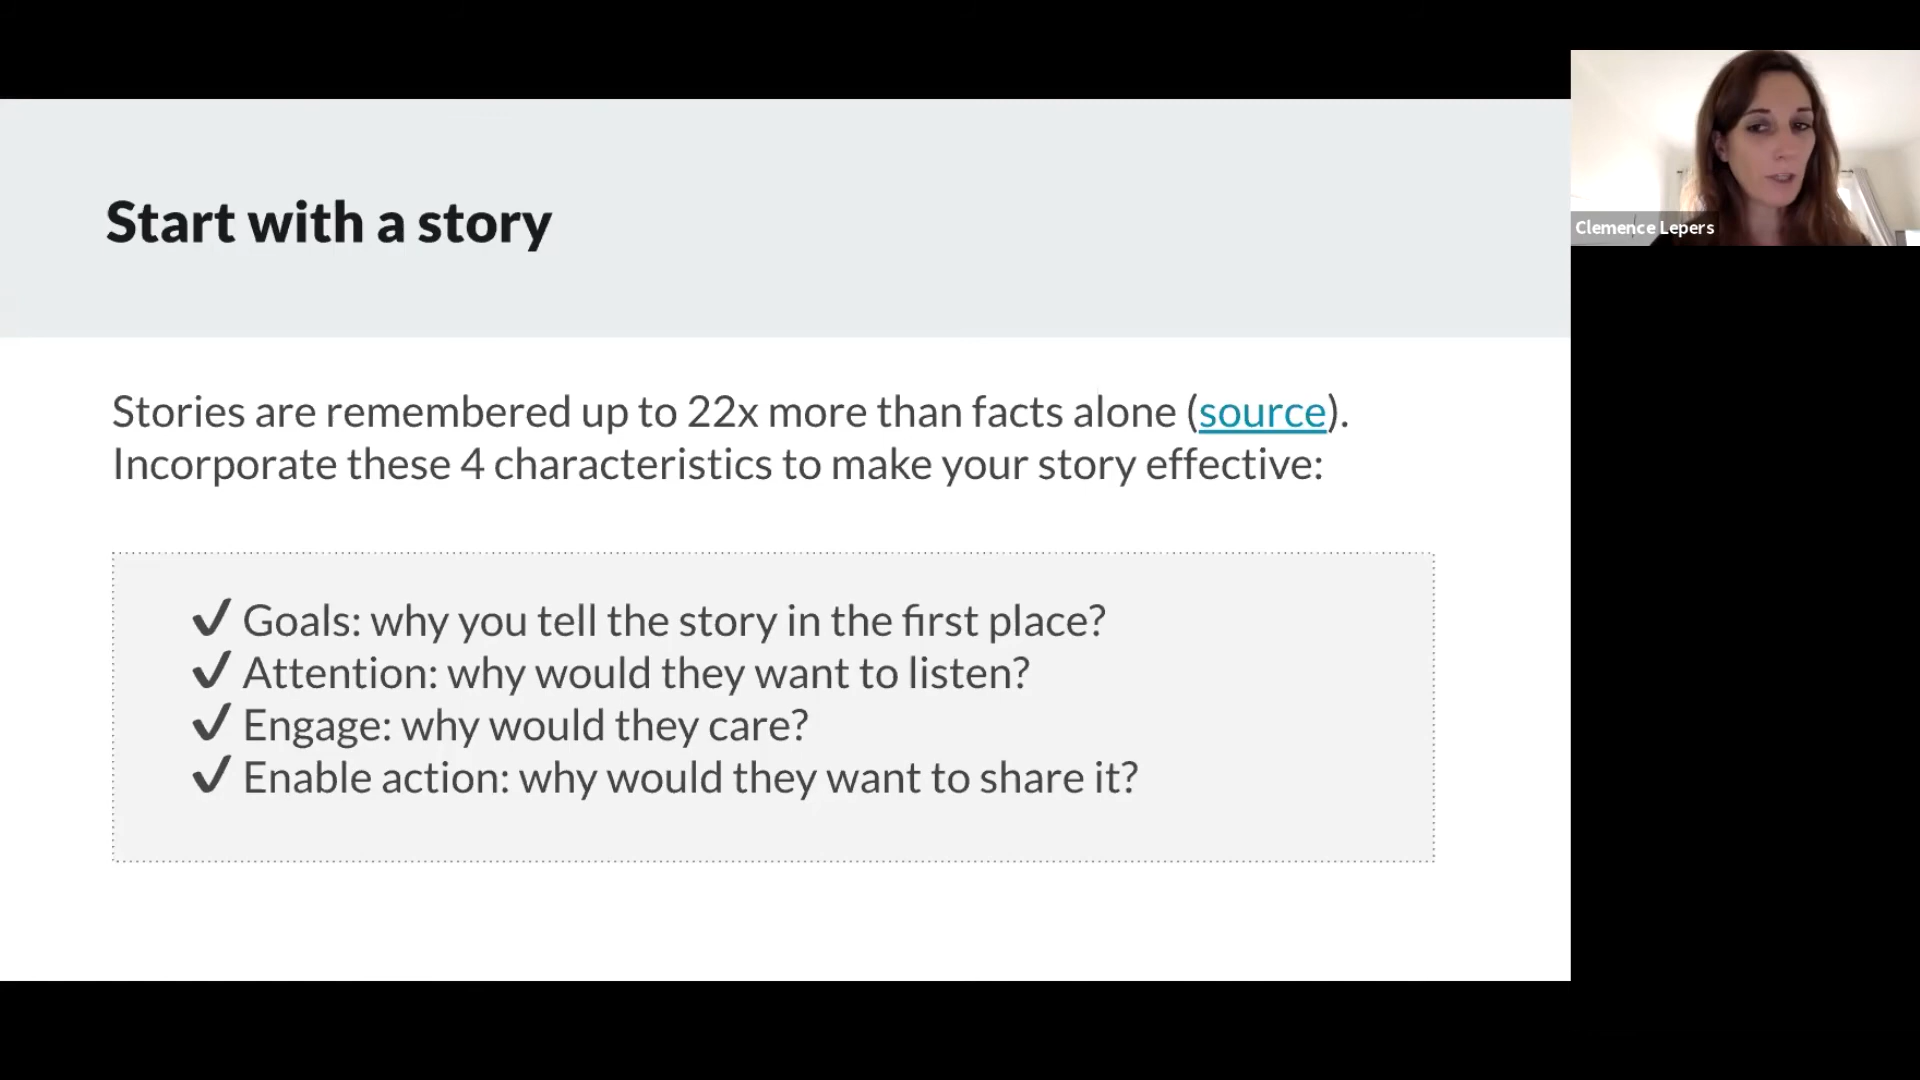 Start with a story
Clemence Lepers
Stories are remembered up to 22x more than facts alone (source).
Incorporate these 4 characteristics to make your story effective:
✓ Goals: why you tell the story in the first place?
✓ Attention: why would they want to listen?
✓ Engage: why would they care?
✓ Enable action: why would they want to share it?